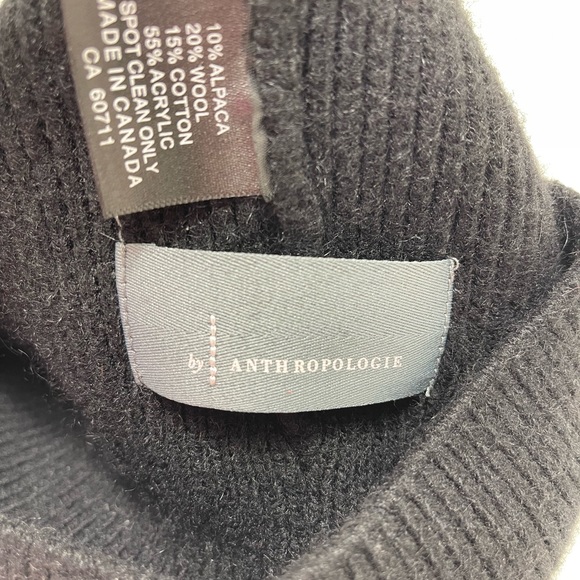 10% ALPACA
20% WOOL
15% COTTON
55% ACRYLIC
SPOT CLEAN ONLY
MADE IN CANADA
CA 60711
by ANTHROPOLOGIE